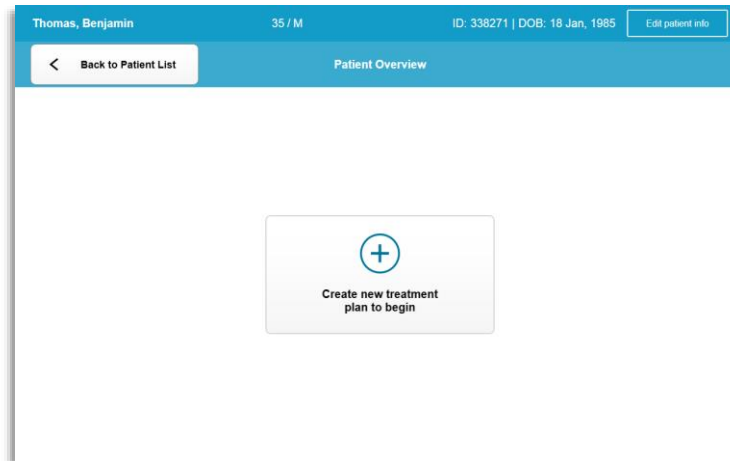 Thomas, Benjamin 35 / M ID: 338271 | DOB: 18 Jan, 1985 Edit patient info
Back to Patient List Patient Overview
Create new treatment
plan to begin